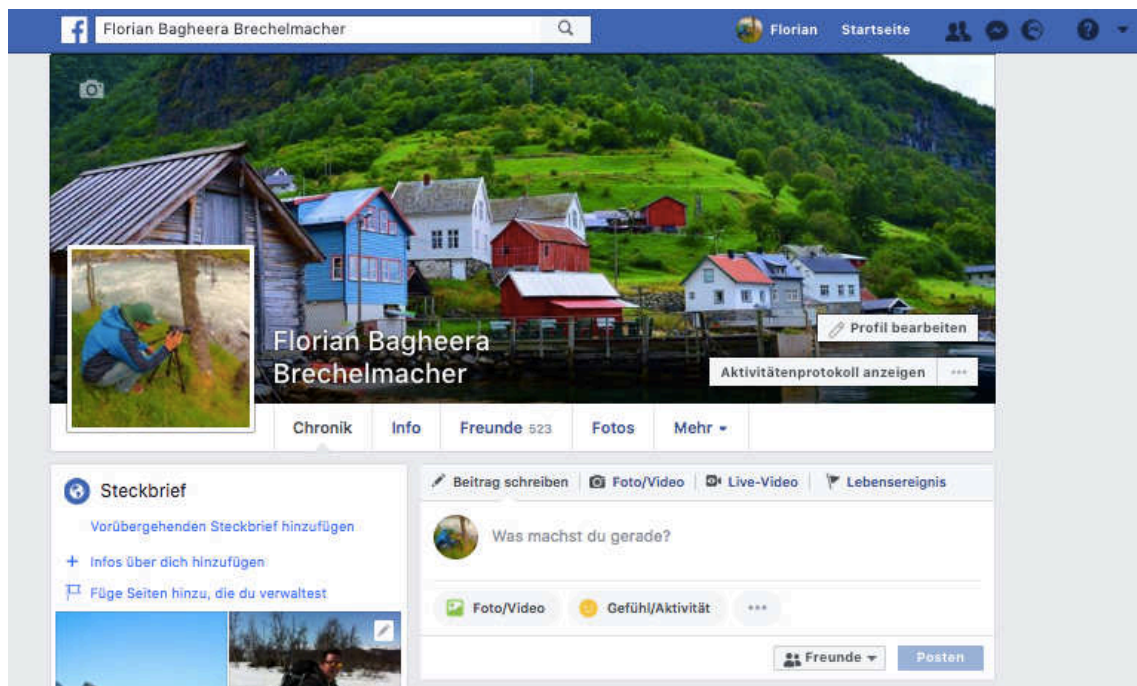 Florian Bagheera Brechelmacher
Florian Startseite
Profil bearbeiten
Florian Bagheera
Brechelmacher
Aktivitätenprotokoll anzeigen
Chronik Info Freunde 523 Fotos Mehr
Steckbrief
Vorübergehenden Steckbrief hinzufügen
Infos über dich hinzufügen
Füge Seiten hinzu, die du verwaltest
Beitrag schreiben Foto/Video Live-Video Lebensereignis
Was machst du gerade?
Foto/Video Gefühl/Aktivität
Freunde Posten